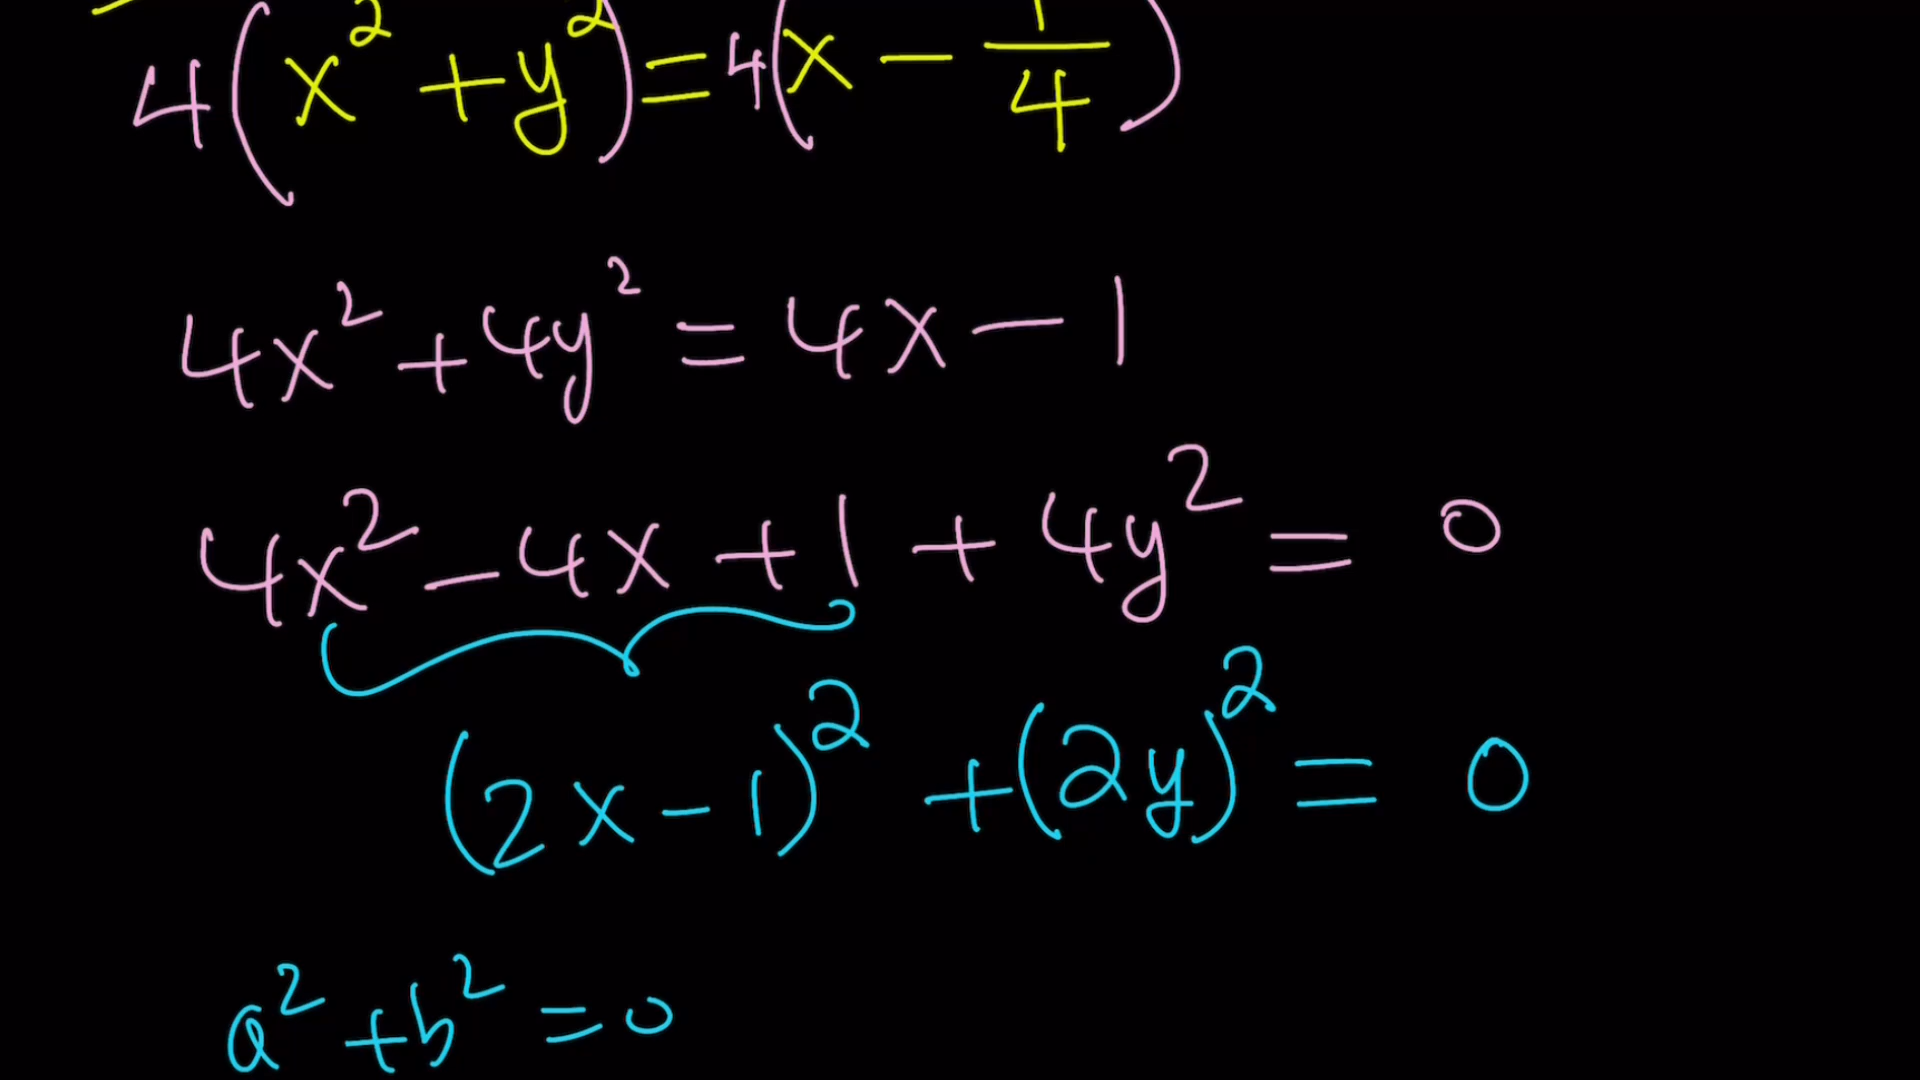 4(x² + y²) = 4(x - 1/4)
4x² + 4y² = 4x - 1
4x² - 4x + 1 + 4y² = 0
(2x - 1)² + (2y)² = 0
a² + b² = 0